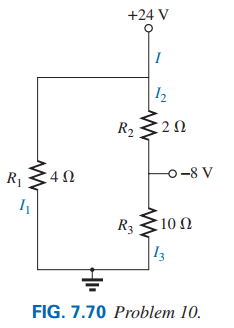 +24 V
I
I2
R2 2 Ω
–8 V
R1 4 Ω
I1
R3 10 Ω
I3
FIG. 7.70 Problem 10.